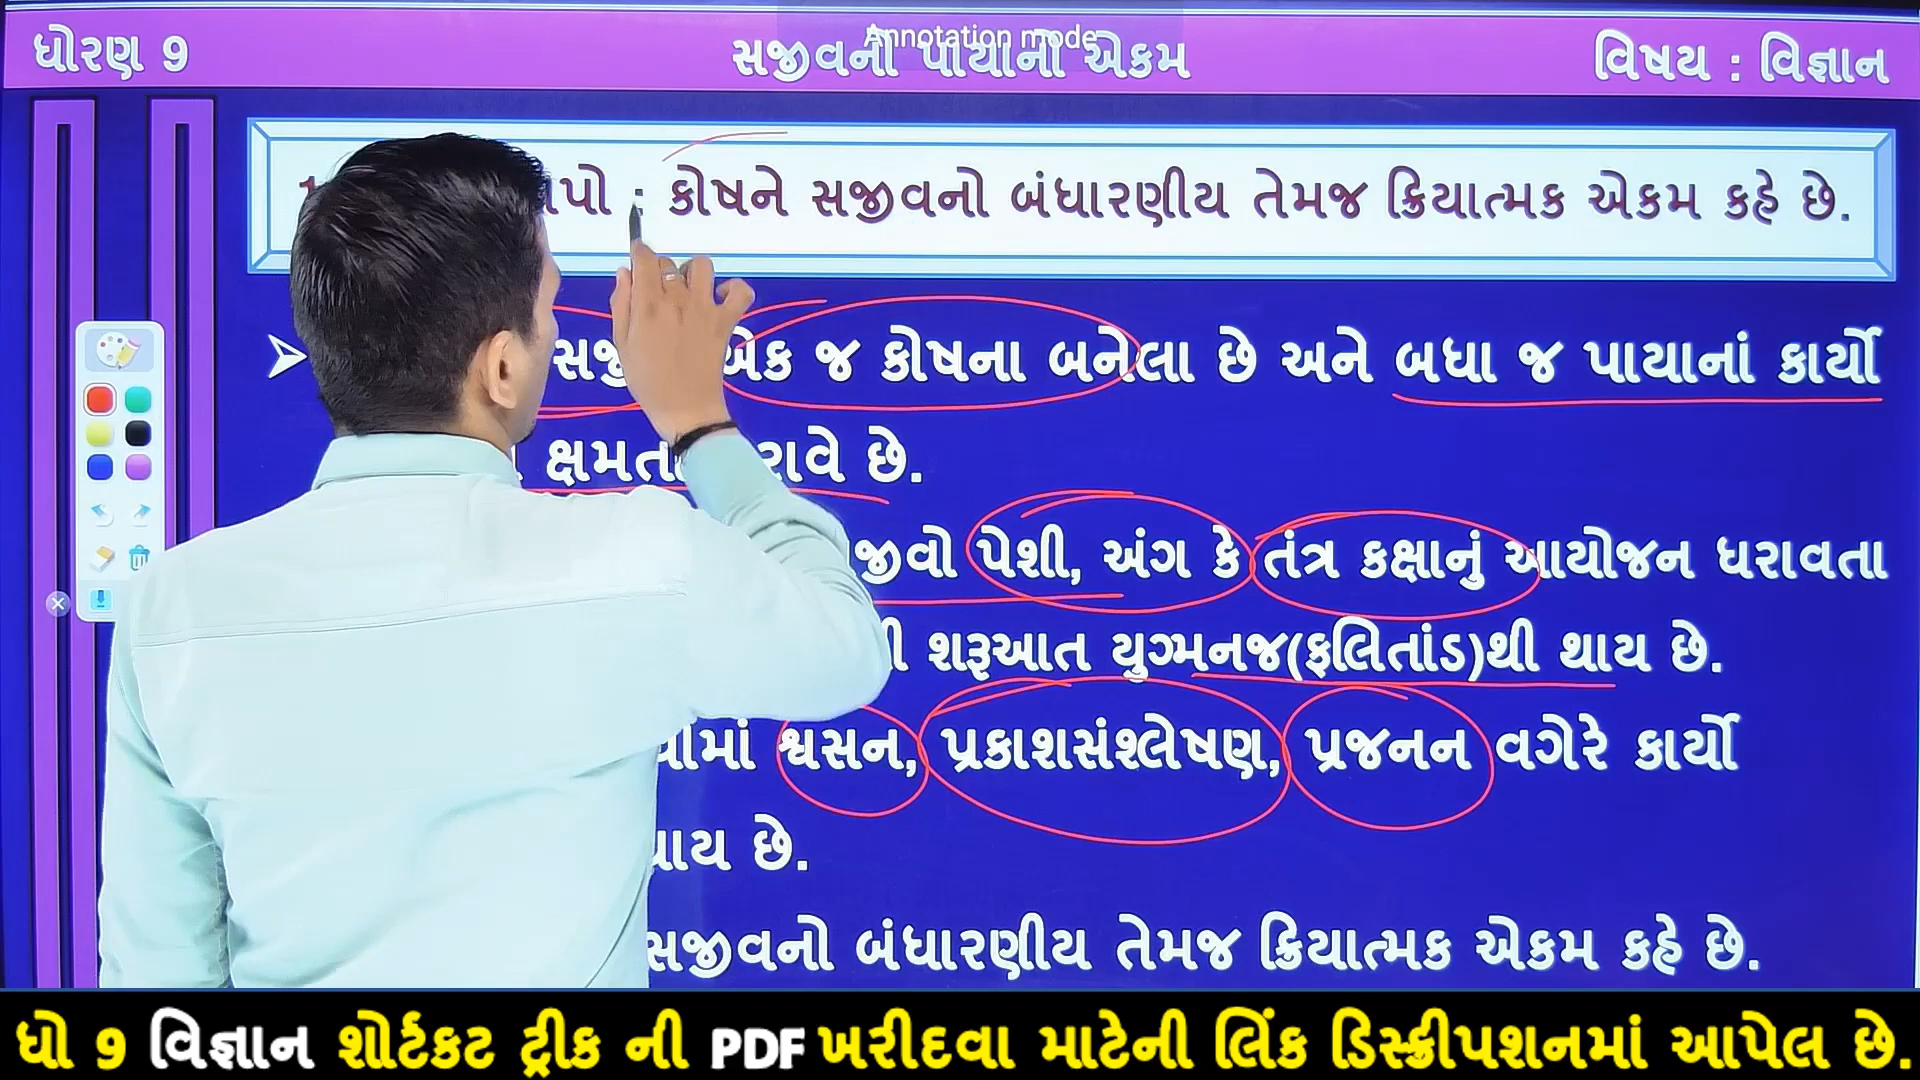 ધોરણ 9
Annotation mode
સજીવનો પાયાનો એકમ
વિષય : વિજ્ઞાન
: કોષને સજીવનો બંધારણીય તેમજ ક્રિયાત્મક એકમ કહે છે.
એક જ કોષના બનેલા છે અને બધા જ પાયાનાં કાર્યો
ક્ષમતા છે.
પેશી, અંગ કે તંત્ર કક્ષાનું આયોજન ધરાવતા
શરૂઆત યુગ્મનજ(ફલિતાંડ)થી થાય છે.
શ્વસન, પ્રકાશસંશ્લેષણ, પ્રજનન વગેરે કાર્યો
છે.
સજીવનો બંધારણીય તેમજ ક્રિયાત્મક એકમ કહે છે.
ધો 9 વિજ્ઞાન શોર્ટકટ ટ્રીક ની PDF ખરીદવા માટેની લિંક ડિસ્ક્રીપશનમાં આપેલ છે.